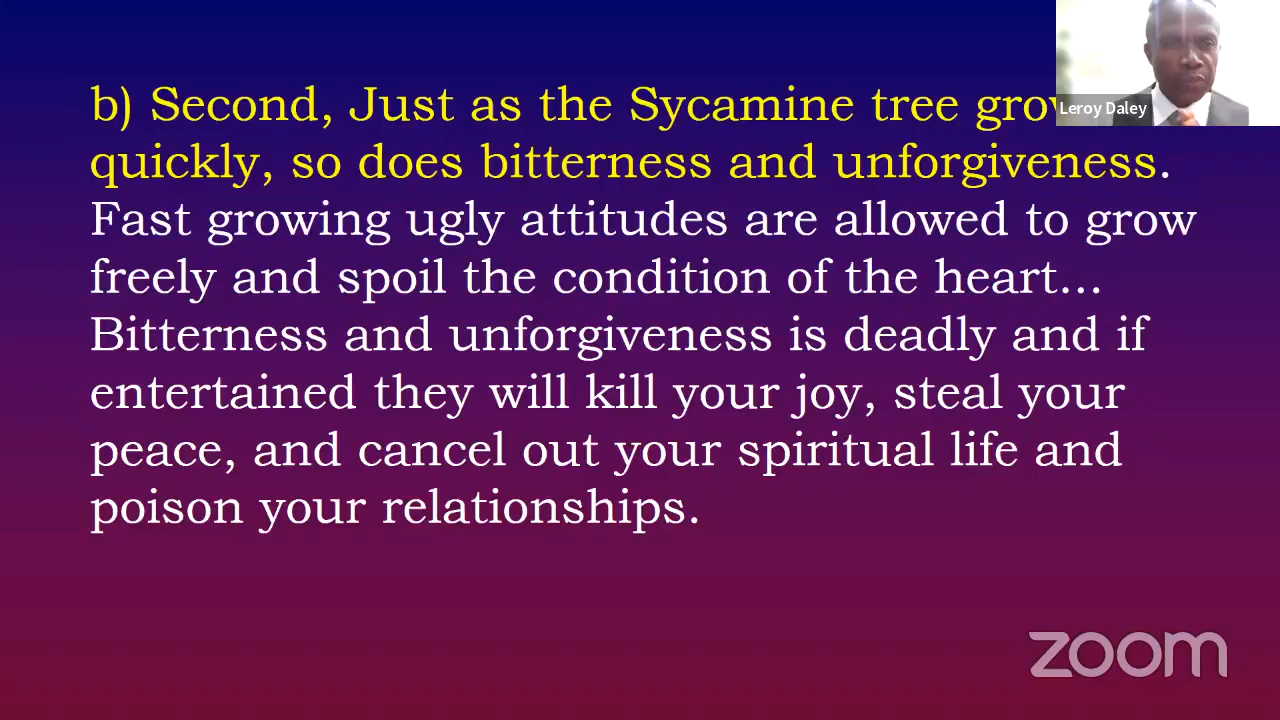 b) Second, Just as the Sycamine tree
Leroy Daley
quickly, so does bitterness and unforgiveness.
Fast growing ugly attitudes are allowed to grow
freely and spoil the condition of the heart...
Bitterness and unforgiveness is deadly and if
entertained they will kill your joy, steal your
peace, and cancel out your spiritual life and
poison your relationships.
zoom